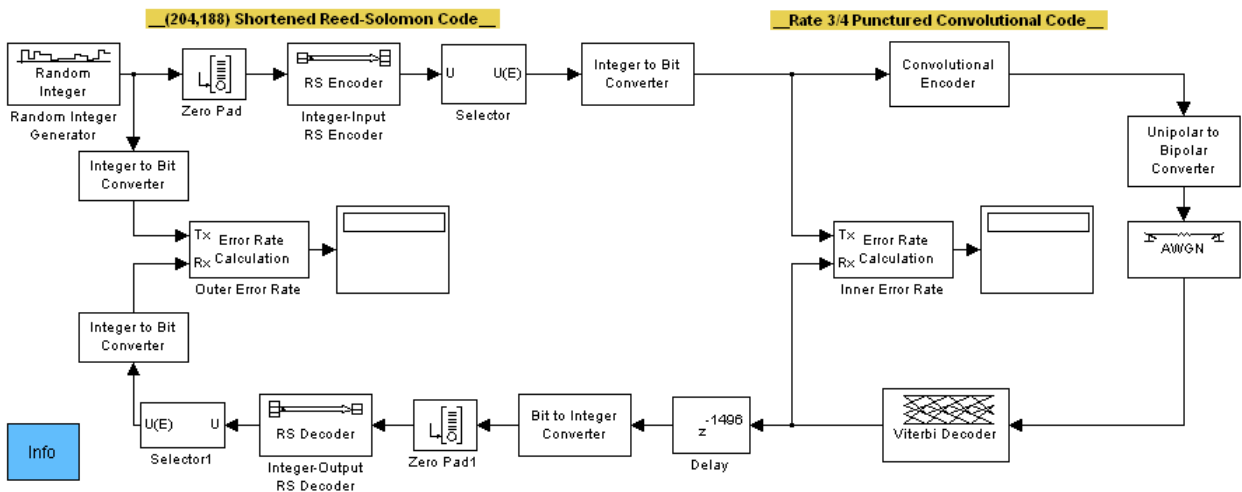 __(204,188) Shortened Reed-Solomon Code__
__Rate 3/4 Punctured Convolutional Code__
Random
Integer
Random Integer
Generator
Zero Pad
RS Encoder
Integer-Input
RS Encoder
U U(E)
Selector
Integer to Bit
Converter
Convolutional
Encoder
Unipolar to
Bipolar
Converter
Integer to Bit
Converter
Tx
Rx
Error Rate
Calculation
Outer Error Rate
Tx
Rx
Error Rate
Calculation
Inner Error Rate
AWGN
Integer to Bit
Converter
Info
U(E) U
Selector1
RS Decoder
Integer-Output
RS Decoder
Zero Pad1
Bit to Integer
Converter
z-1496
Delay
Viterbi Decoder